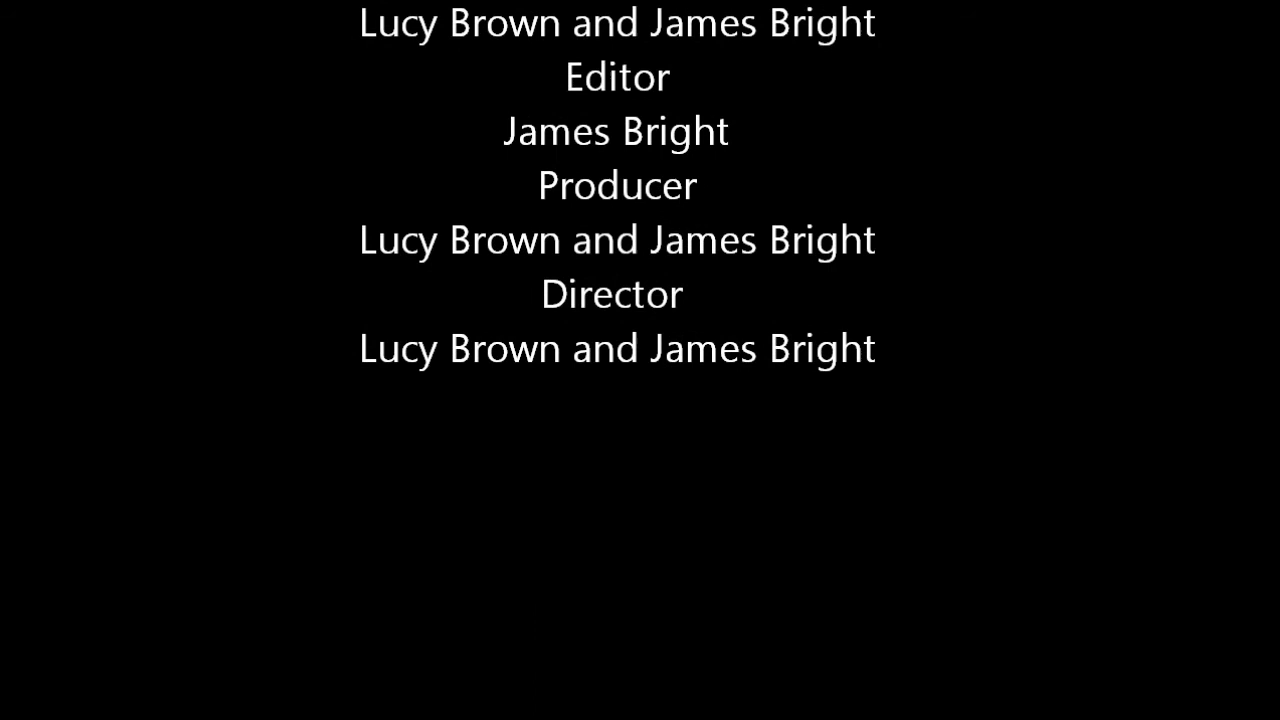 Lucy Brown and James Bright
Editor
James Bright
Producer
Lucy Brown and James Bright
Director
Lucy Brown and James Bright